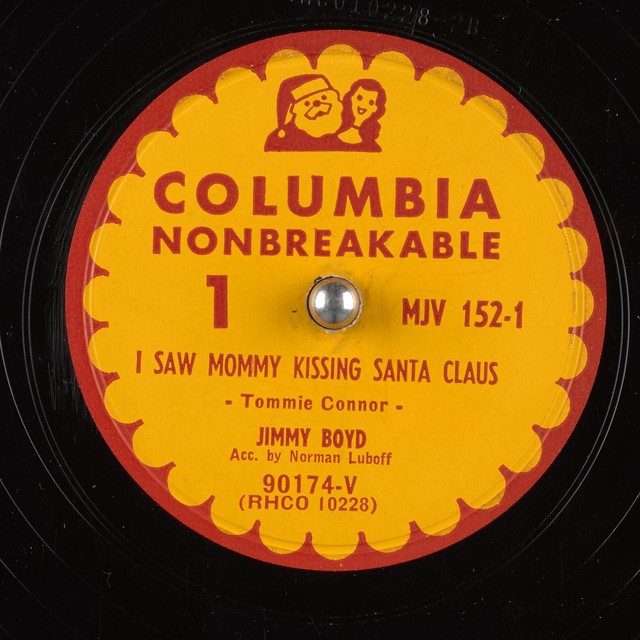 COLUMBIA
NONBREAKABLE
1
MJV 152-1
I SAW MOMMY KISSING SANTA CLAUS
- Tommie Connor -
JIMMY BOYD
Acc. by Norman Luboff
90174-V
(RHCO 10228)